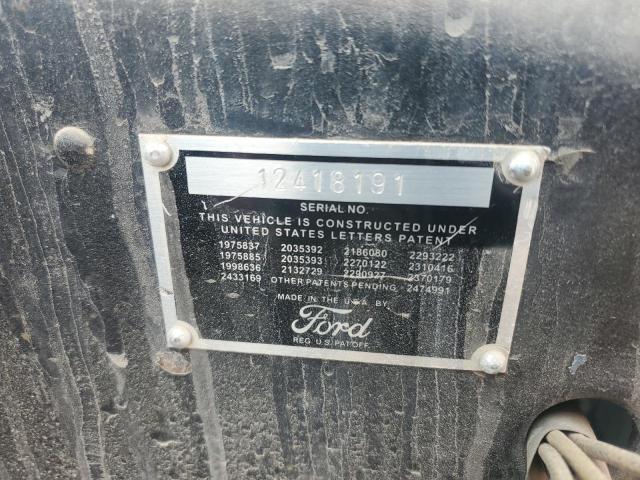 12418191
SERIAL NO.
THIS VEHICLE IS CONSTRUCTED UNDER
UNITED STATES LETTERS PATENT
1975837 2035392 2186080 2293222
1975885 2035393 2270122 2310416
1998636 2132729 2290927 2370179
2433169 OTHER PATENTS PENDING 2474991
MADE IN THE U.S.A. BY
Ford
REG. U.S. PAT. OFF.